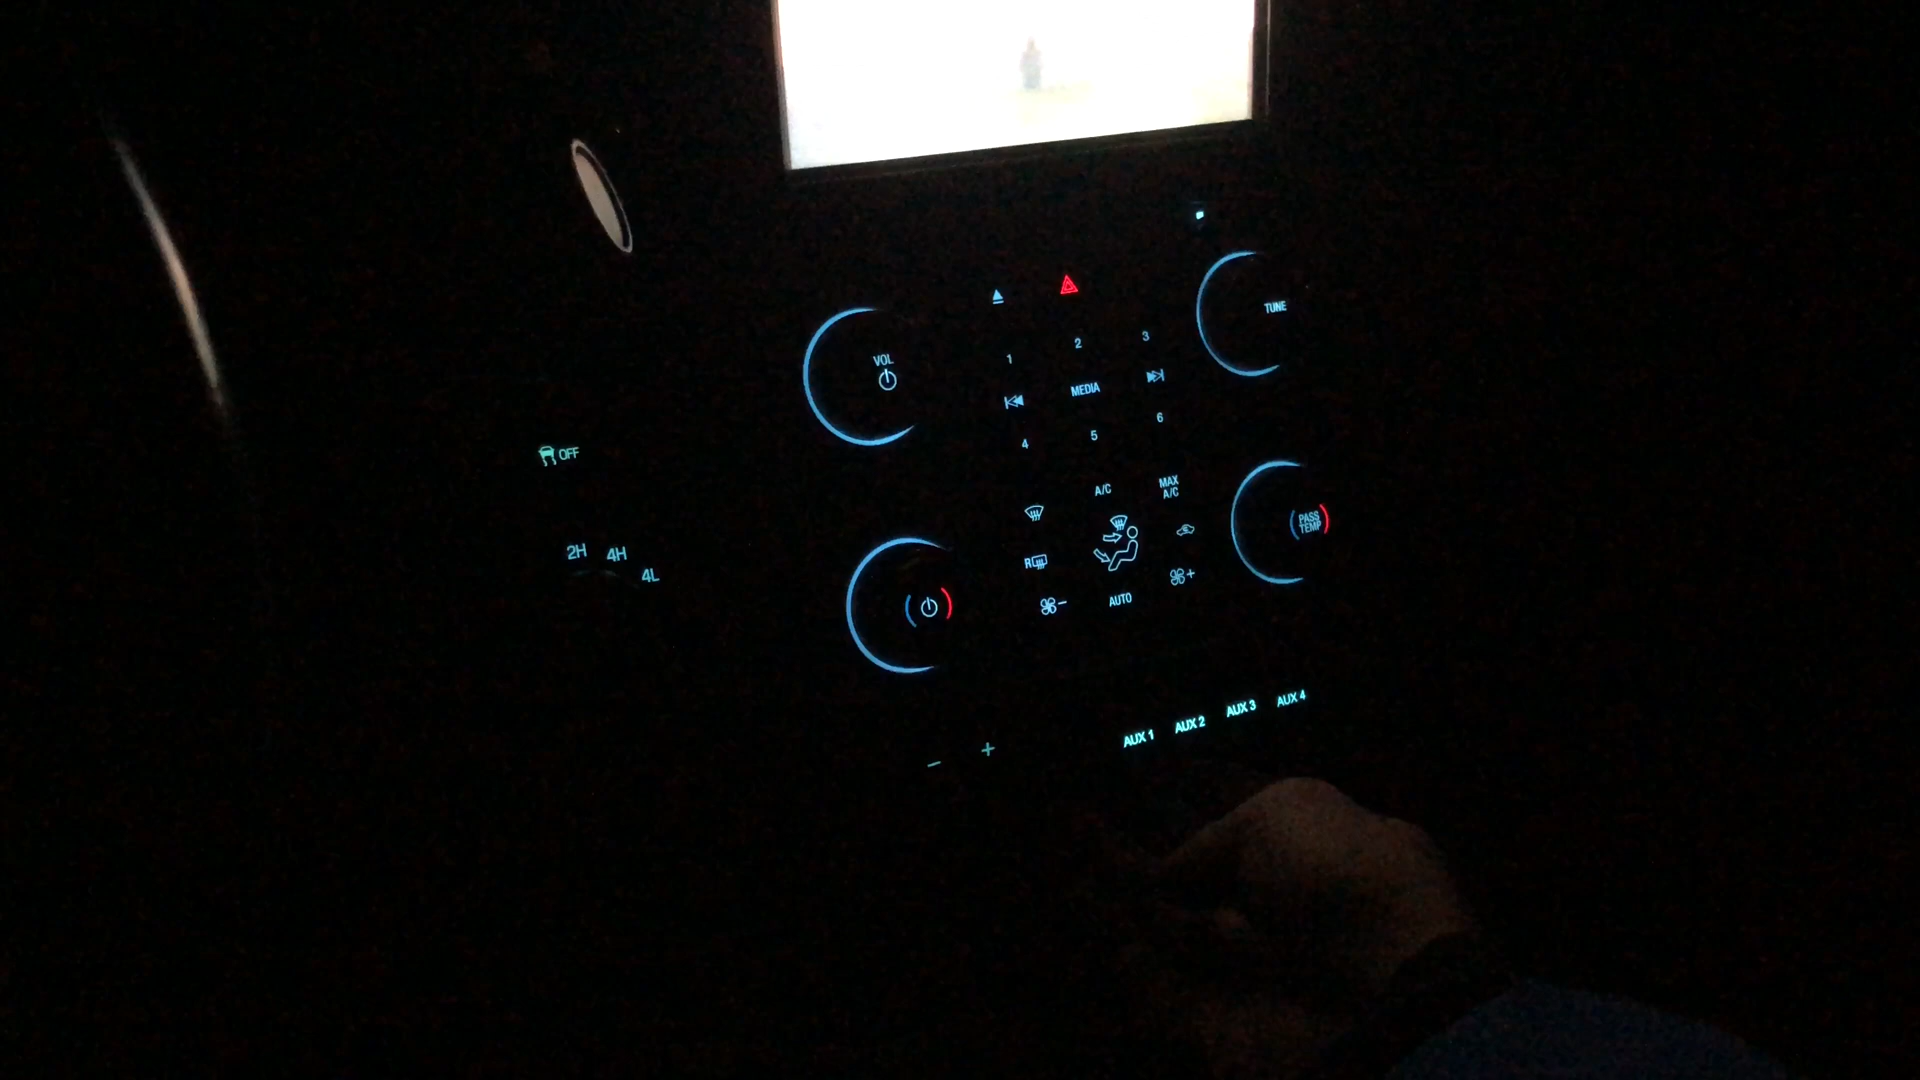 TUNE
VOL
1
2
3
MEDIA
4
5
6
OFF
A/C
MAX
A/C
PASS
TEMP
2H
4H
4L
R
AUTO
AUX 1
AUX 2
AUX 3
AUX 4